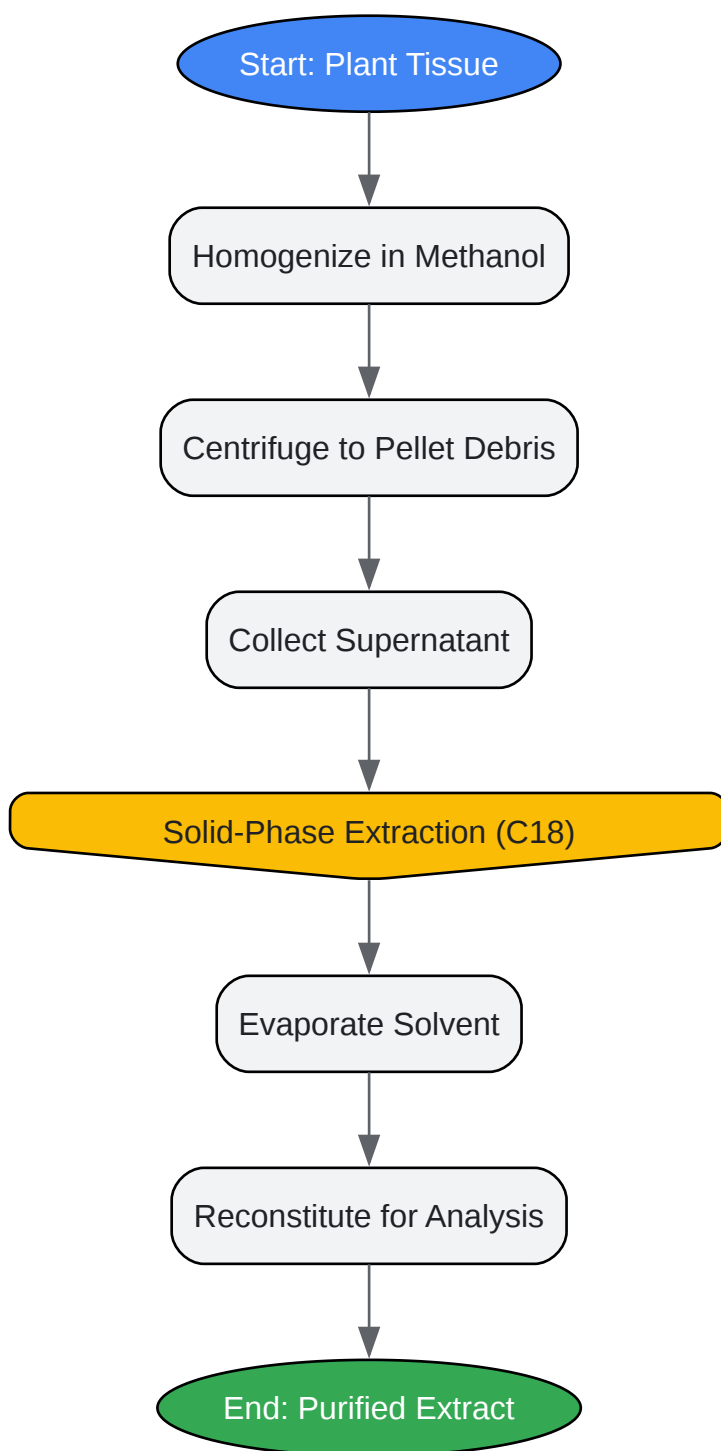 Start: Plant Tissue
Homogenize in Methanol
Centrifuge to Pellet Debris
Collect Supernatant
Solid-Phase Extraction (C18)
Evaporate Solvent
Reconstitute for Analysis
End: Purified Extract